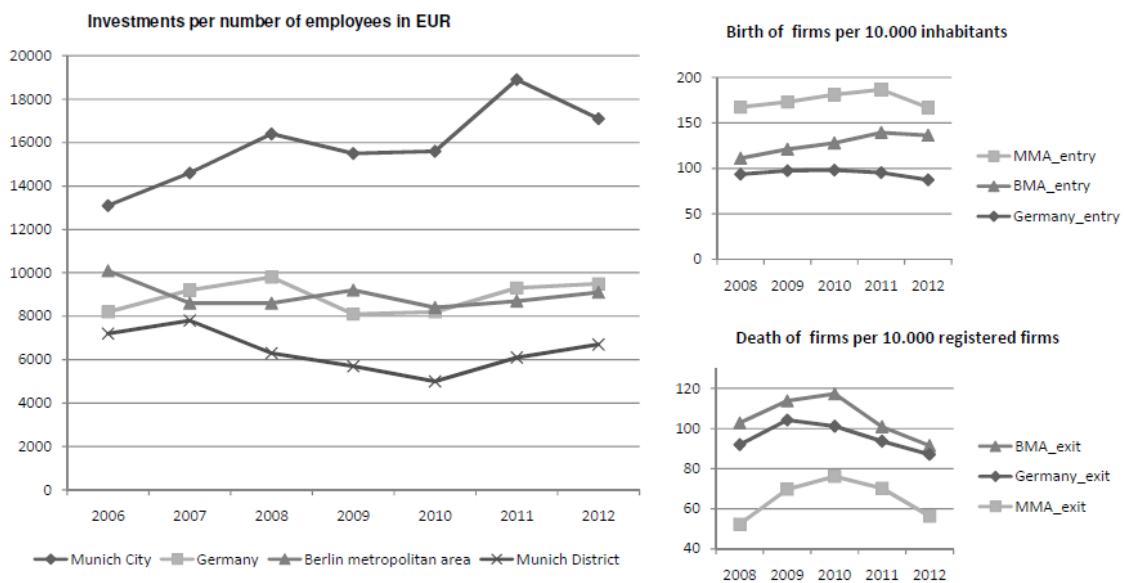 Investments per number of employees in EUR
20000
18000
16000
14000
12000
10000
8000
6000
4000
2000
0
2006 2007 2008 2009 2010 2011 2012
Munich City Germany Berlin metropolitan area Munich District
Birth of firms per 10.000 inhabitants
200
150
100
50
0
2008 2009 2010 2011 2012
MMA_entry
BMA_entry
Germany_entry
Death of firms per 10.000 registered firms
120
100
80
60
40
2008 2009 2010 2011 2012
BMA_exit
Germany_exit
MMA_exit